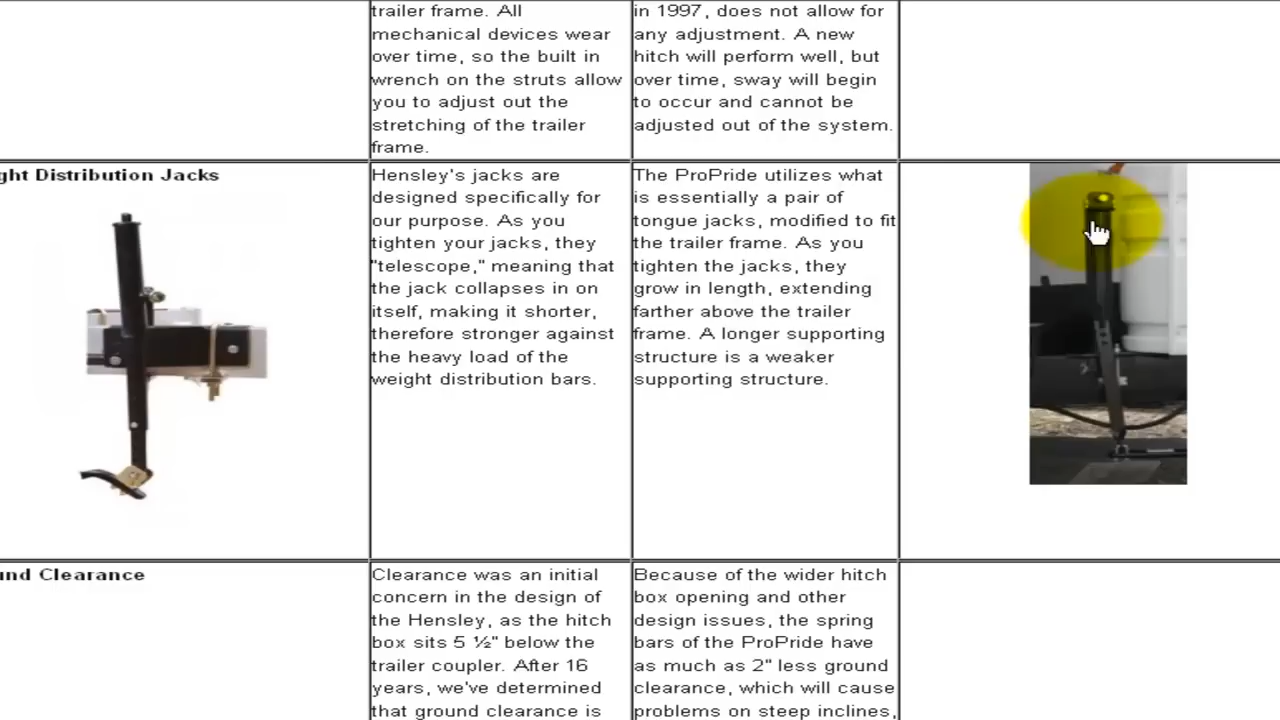 trailer frame. All
mechanical devices wear
over time, so the built in
wrench on the struts allow
you to adjust out the
stretching of the trailer
frame.
in 1997, does not allow for
any adjustment. A new
hitch will perform well, but
over time, sway will begin
to occur and cannot be
adjusted out of the system.
ght Distribution Jacks
Hensley's jacks are
designed specifically for
our purpose. As you
tighten your jacks, they
"telescope," meaning that
the jack collapses in on
itself, making it shorter,
therefore stronger against
the heavy load of the
weight distribution bars.
The ProPride utilizes what
is essentially a pair of
tongue jacks, modified to fit
the trailer frame. As you
tighten the jacks, they
grow in length, extending
farther above the trailer
frame. A longer supporting
structure is a weaker
supporting structure.
und Clearance
Clearance was an initial
concern in the design of
the Hensley, as the hitch
box sits 5 ½" below the
trailer coupler. After 16
years, we've determined
that ground clearance is
Because of the wider hitch
box opening and other
design issues, the spring
bars of the ProPride have
as much as 2" less ground
clearance, which will cause
problems on steep inclines,